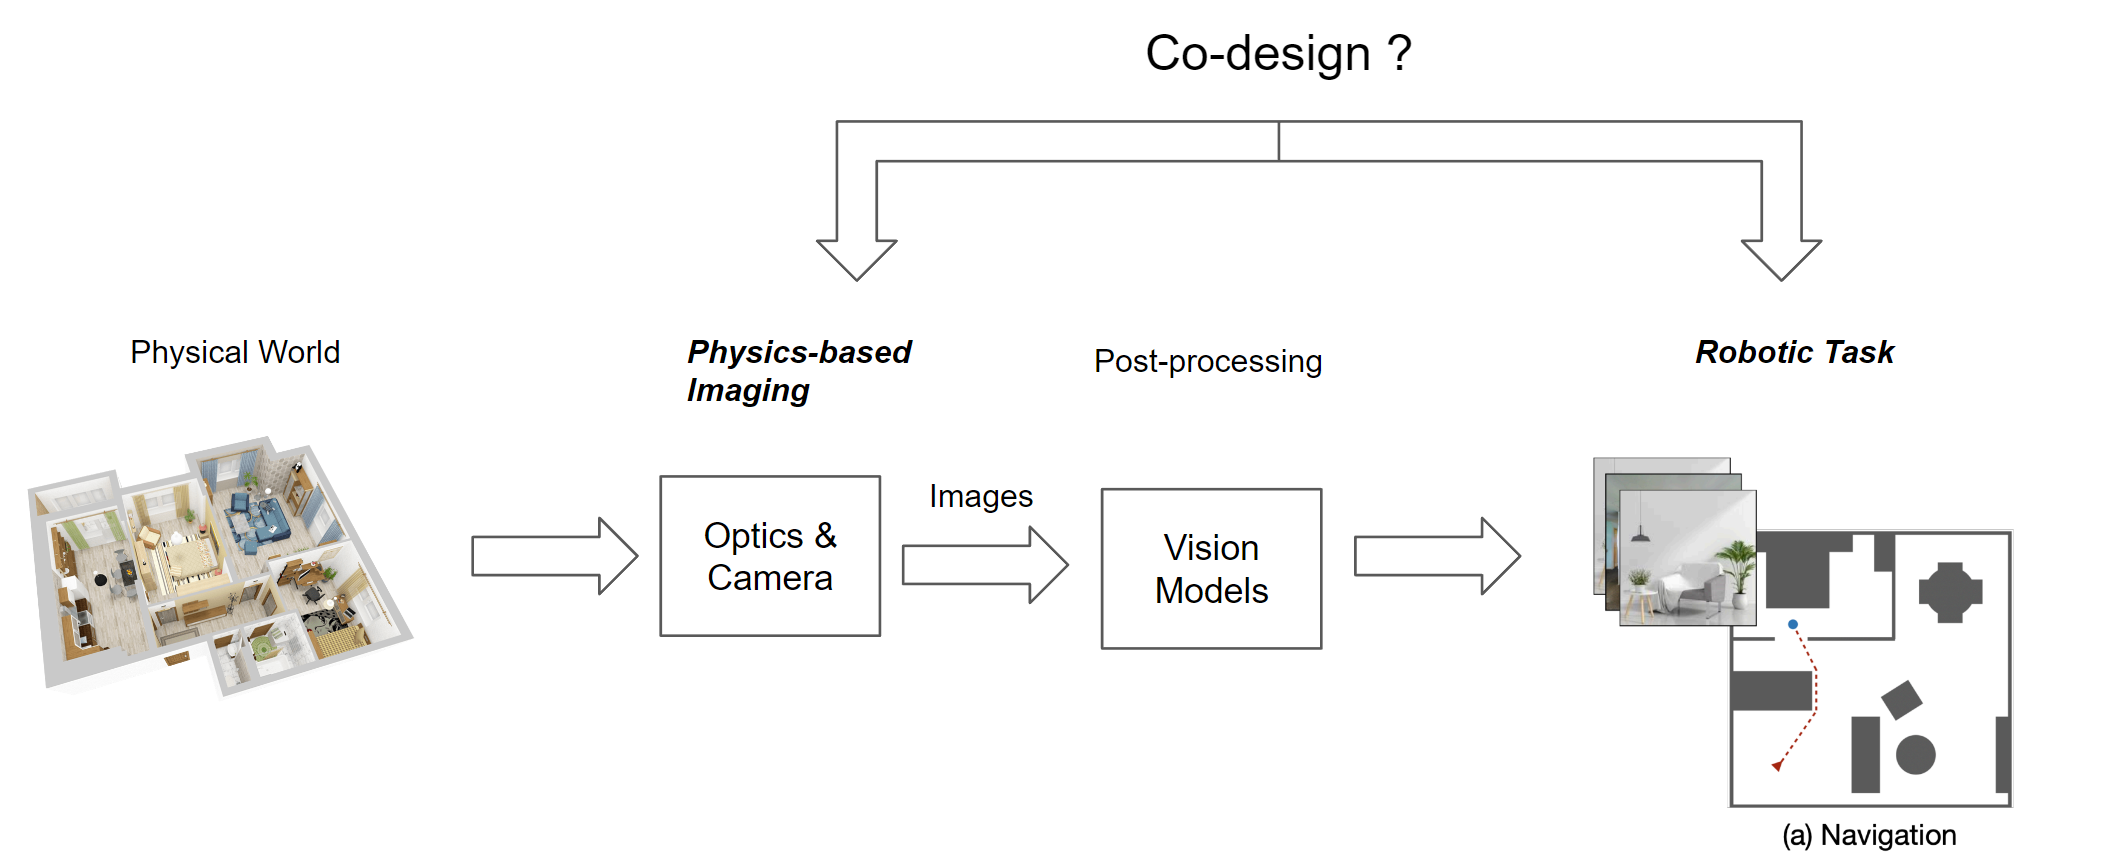 Co-design ?
Physical World
Physics-based
Imaging
Post-processing
Robotic Task
Optics &
Camera
Images
Vision
Models
(a) Navigation